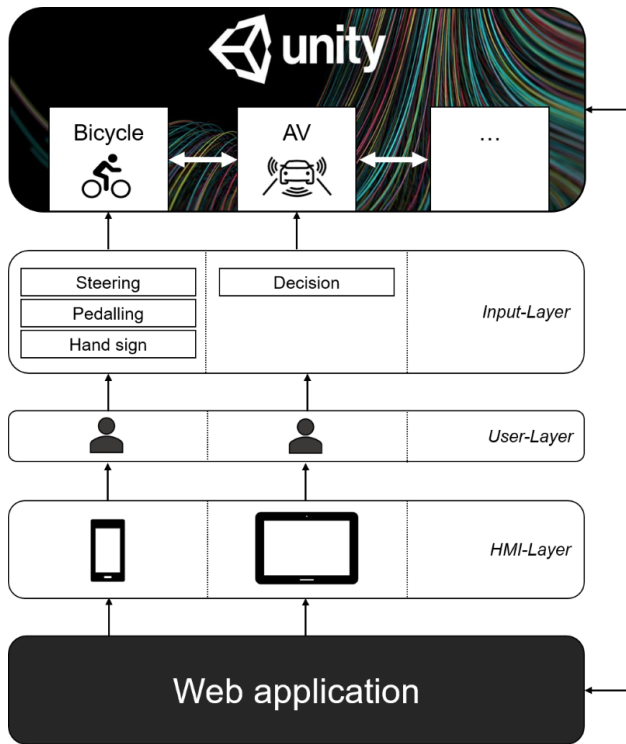 unity
Bicycle
AV
...
Steering
Decision
Pedalling
Hand sign
Input-Layer
User-Layer
HMI-Layer
Web application